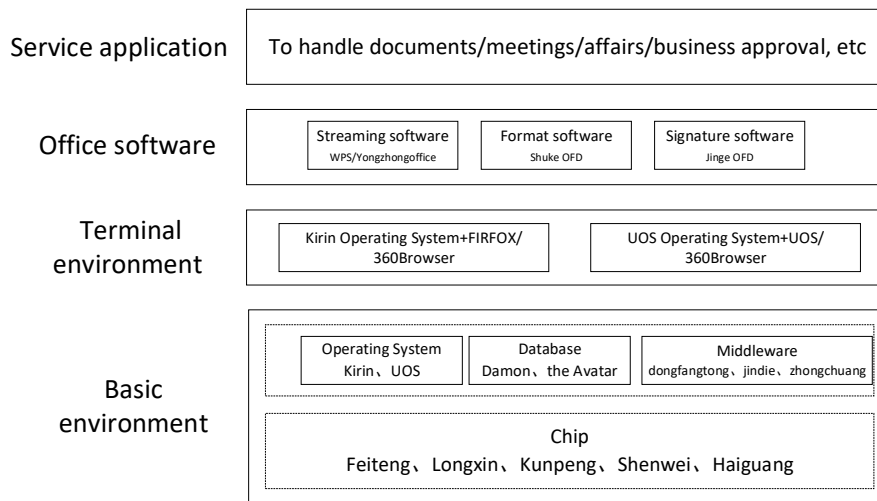 Service application
To handle documents/meetings/affairs/business approval, etc
Office software
Streaming software
WPS/Yongzhongoffice
Format software
Shuke OFD
Signature software
Jinge OFD
Terminal
environment
Kirin Operating System+FIRFOX/
360Browser
UOS Operating System+UOS/
360Browser
Basic
environment
Operating System
Kirin、UOS
Database
Damon、the Avatar
Middleware
dongfangtong、jindie、zhongchuang
Chip
Feiteng、Longxin、Kunpeng、Shenwei、Haiguang